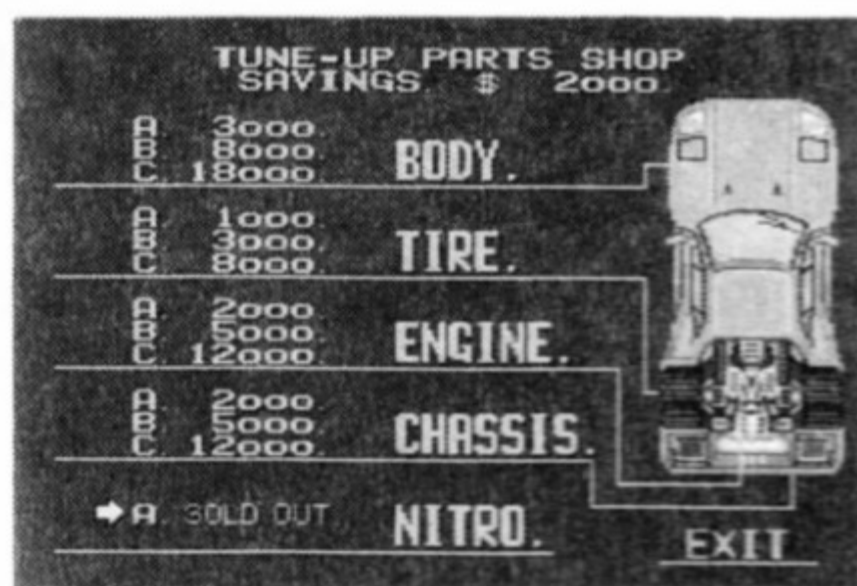 TUNE-UP PARTS SHOP
SAVINGS. $ 2000.
A. 3000.
B. 8000.
C. 18000.
BODY.
A. 1000.
B. 3000.
C. 8000.
TIRE.
A. 2000.
B. 5000.
C. 12000.
ENGINE.
A. 2000.
B. 5000.
C. 12000.
CHASSIS.
A. SOLD OUT
NITRO.
EXIT